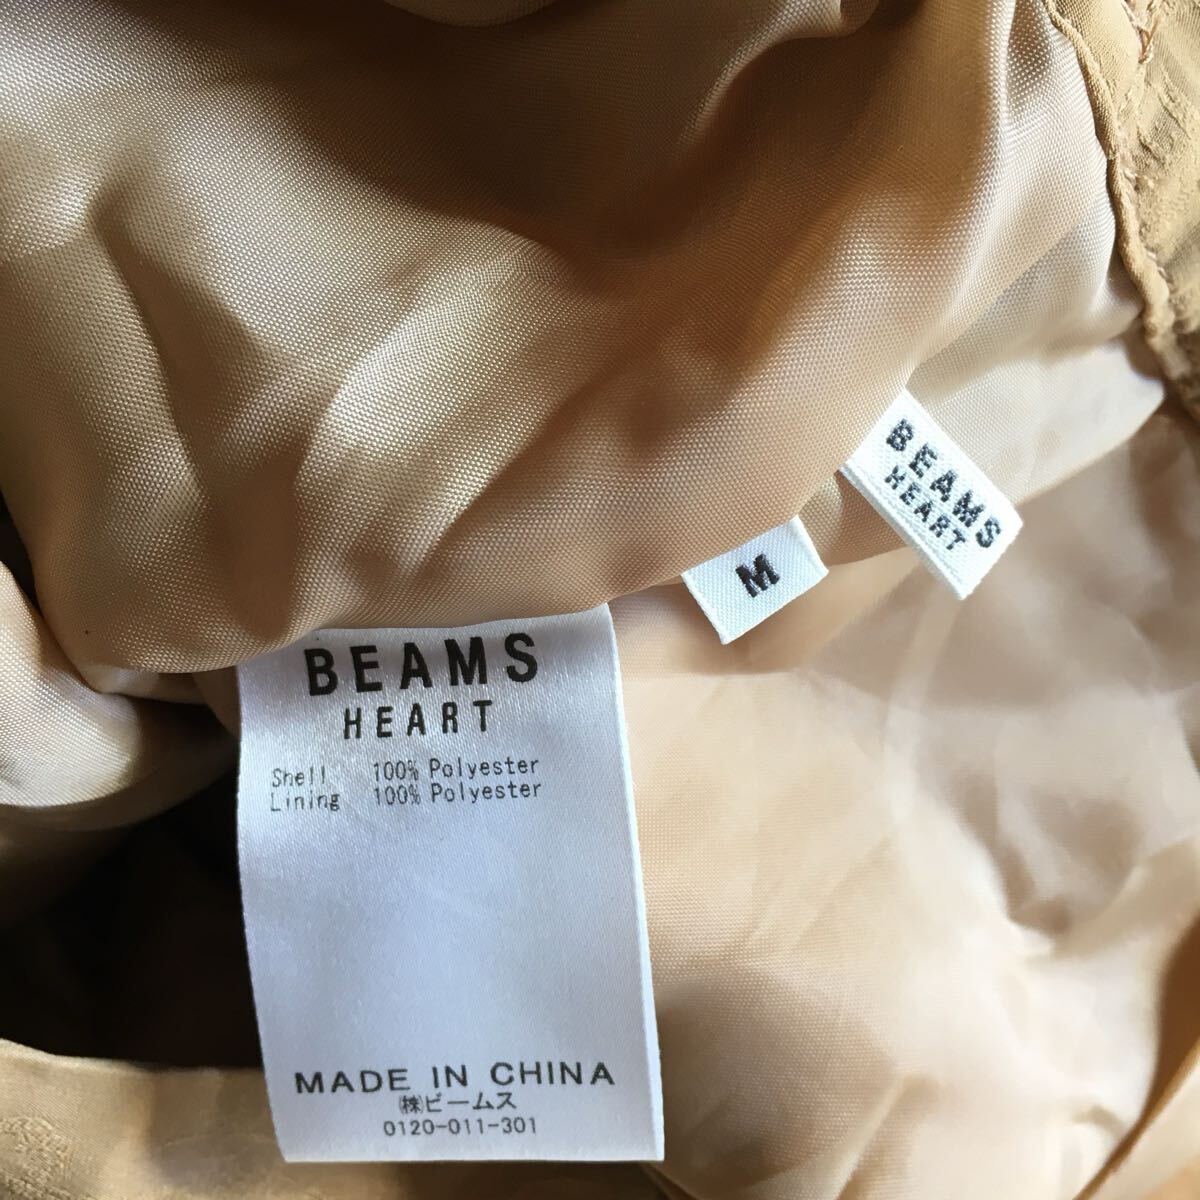 BEAMS
HEART
M
BEAMS
HEART
Shell 100% Polyester
Lining 100% Polyester
MADE IN CHINA
㈱ビームス
0120-011-301